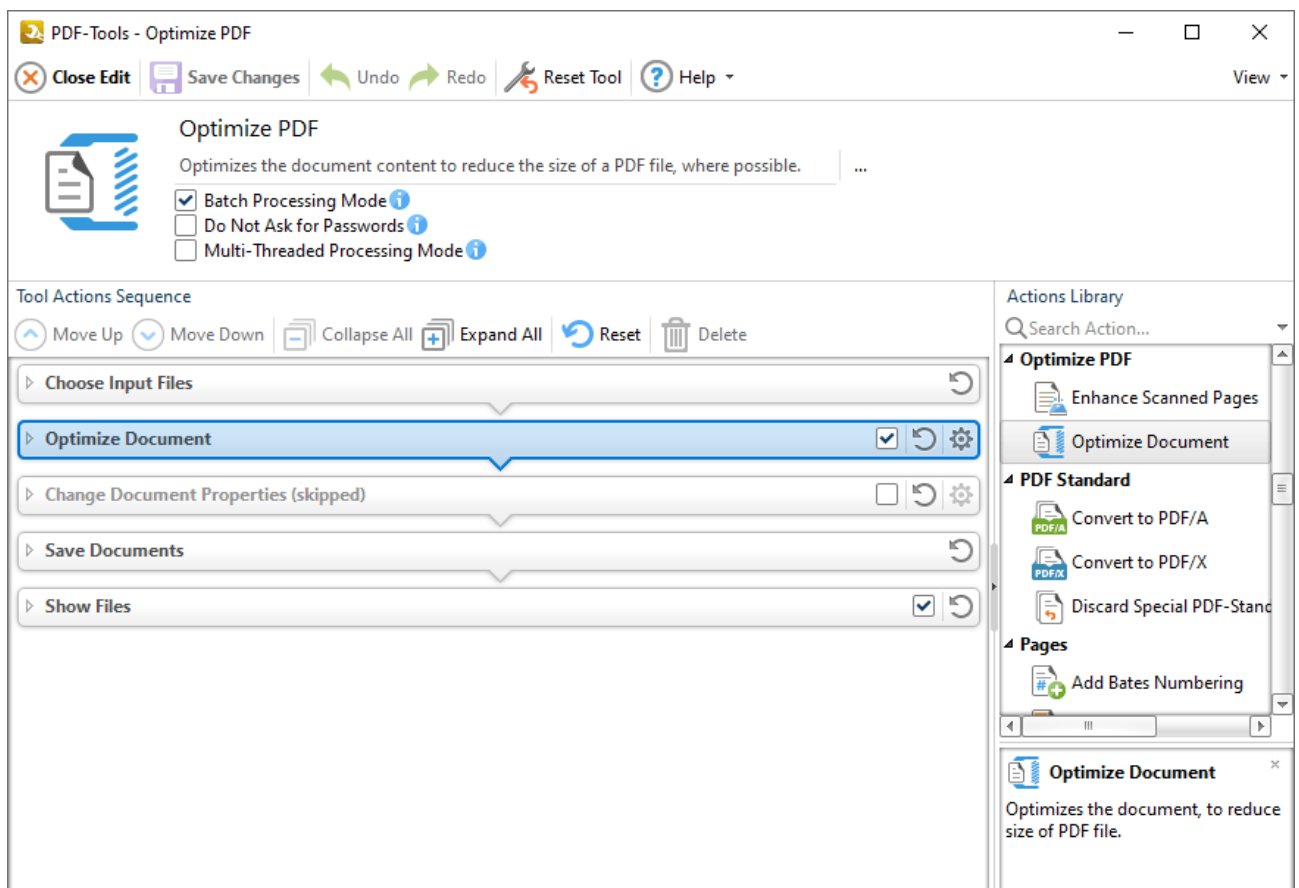 PDF-Tools - Optimize PDF
Close Edit Save Changes Undo Redo Reset Tool ? Help View
Optimize PDF
Optimizes the document content to reduce the size of a PDF file, where possible. ...
Batch Processing Mode i
Do Not Ask for Passwords i
Multi-Threaded Processing Mode i
Tool Actions Sequence
Move Up Move Down Collapse All Expand All Reset Delete
Choose Input Files
Optimize Document
Change Document Properties (skipped)
Save Documents
Show Files
Actions Library
Search Action...
Optimize PDF
Enhance Scanned Pages
Optimize Document
PDF Standard
PDF/A Convert to PDF/A
PDF/X Convert to PDF/X
Discard Special PDF-Stand
Pages
# Add Bates Numbering
Optimize Document
Optimizes the document, to reduce
size of PDF file.